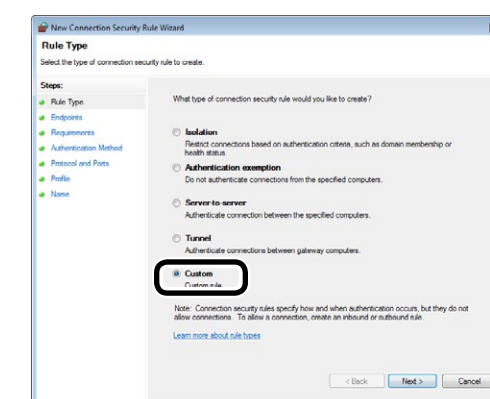 New Connection Security Rule Wizard
Rule Type
Select the type of connection security rule to create.
Steps:
Rule Type
Endpoints
Requirements
Authentication Method
Protocol and Ports
Profile
Name
What type of connection security rule would you like to create?
Isolation
Restrict connections based on authentication criteria, such as domain membership or
health status.
Authentication exemption
Do not authenticate connections from the specified computers.
Server-to-server
Authenticate connection between the specified computers.
Tunnel
Authenticate connections between gateway computers.
Custom
Custom rule
Note: Connection security rules specify how and when authentication occurs, but they do not
allow connections. To allow a connection, create an inbound or outbound rule.
Learn more about rule types
< Back
Next >
Cancel